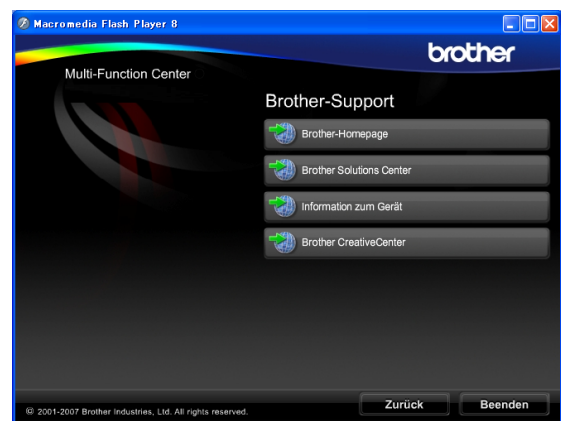 Macromedia Flash Player 8
brother
Multi-Function Center
Brother-Support
Brother-Homepage
Brother Solutions Center
Information zum Gerät
Brother CreativeCenter
Zurück
Beenden
© 2001-2007 Brother Industries, Ltd. All rights reserved.